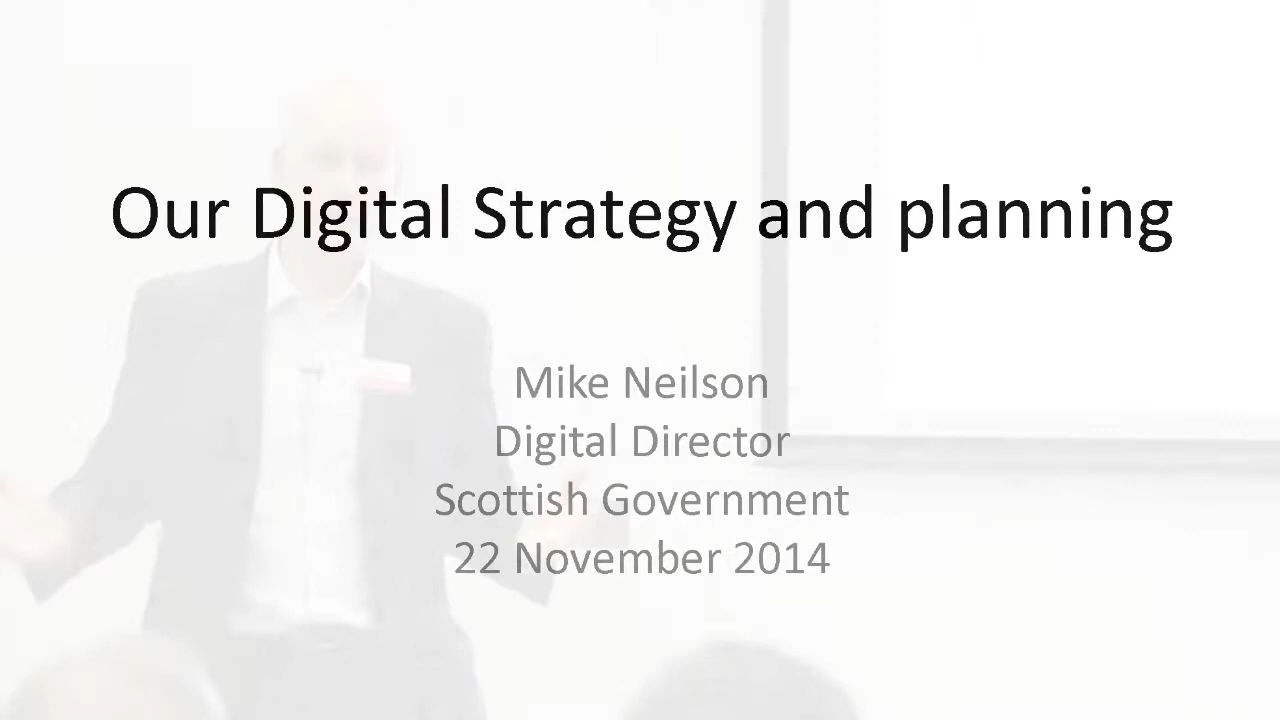 Our Digital Strategy and planning
Mike Neilson
Digital Director
Scottish Government
22 November 2014